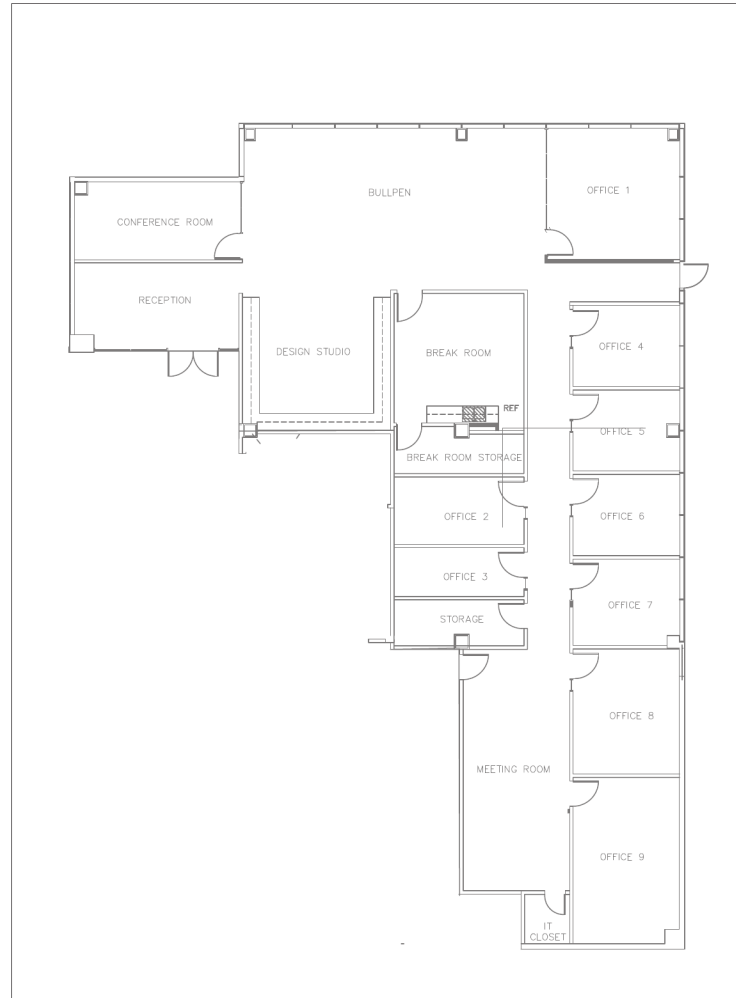 OFFICE 1
BULLPEN
CONFERENCE ROOM
RECEPTION
DESIGN STUDIO
BREAK ROOM
OFFICE 4
REF
OFFICE 5
BREAK ROOM STORAGE
OFFICE 2
OFFICE 6
OFFICE 3
OFFICE 7
STORAGE
OFFICE 8
MEETING ROOM
OFFICE 9
IT
CLOSET